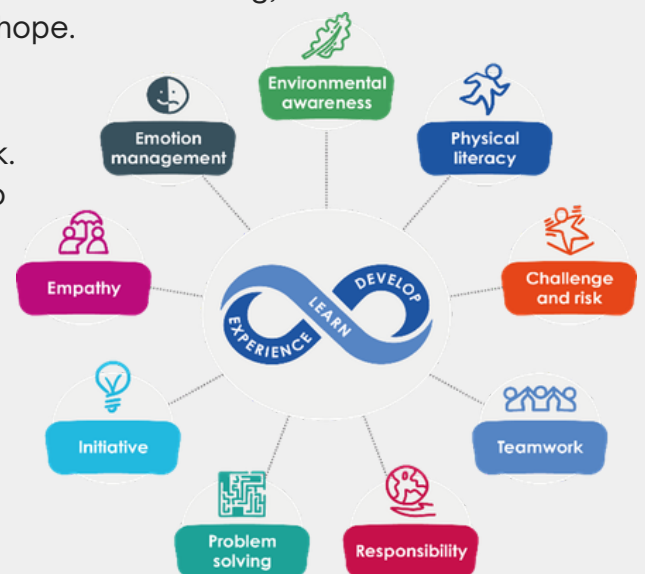 hope.
k.
Environmental
awareness
Emotion
management
Physical
literacy
Empathy
Challenge
and risk
EXPERIENCE
LEARN
DEVELOP
Initiative
Teamwork
Problem
solving
Responsibility